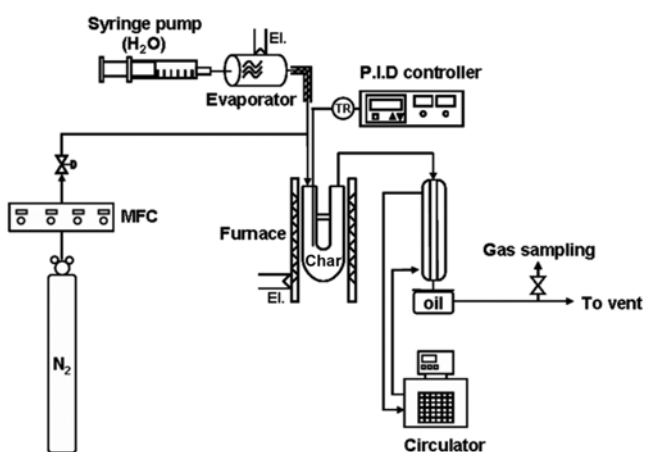 Syringe pump
(H₂O)
El.
Evaporator
P.I.D controller
TR
MFC
Furnace
Char
El.
Gas sampling
oil
To vent
N₂
Circulator